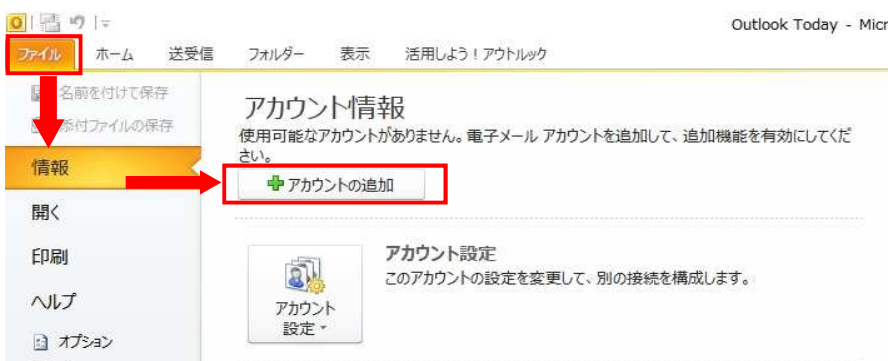 Outlook Today - Micr
ファイル ホーム 送受信 フォルダー 表示 活用しよう！アウトルック
名前を付けて保存
添付ファイルの保存
情報
開く
印刷
ヘルプ
オプション
アカウント情報
使用可能なアカウントがありません。電子メール アカウントを追加して、追加機能を有効にしてくだ
さい。
アカウントの追加
アカウント
設定
アカウント設定
このアカウントの設定を変更して、別の接続を構成します。